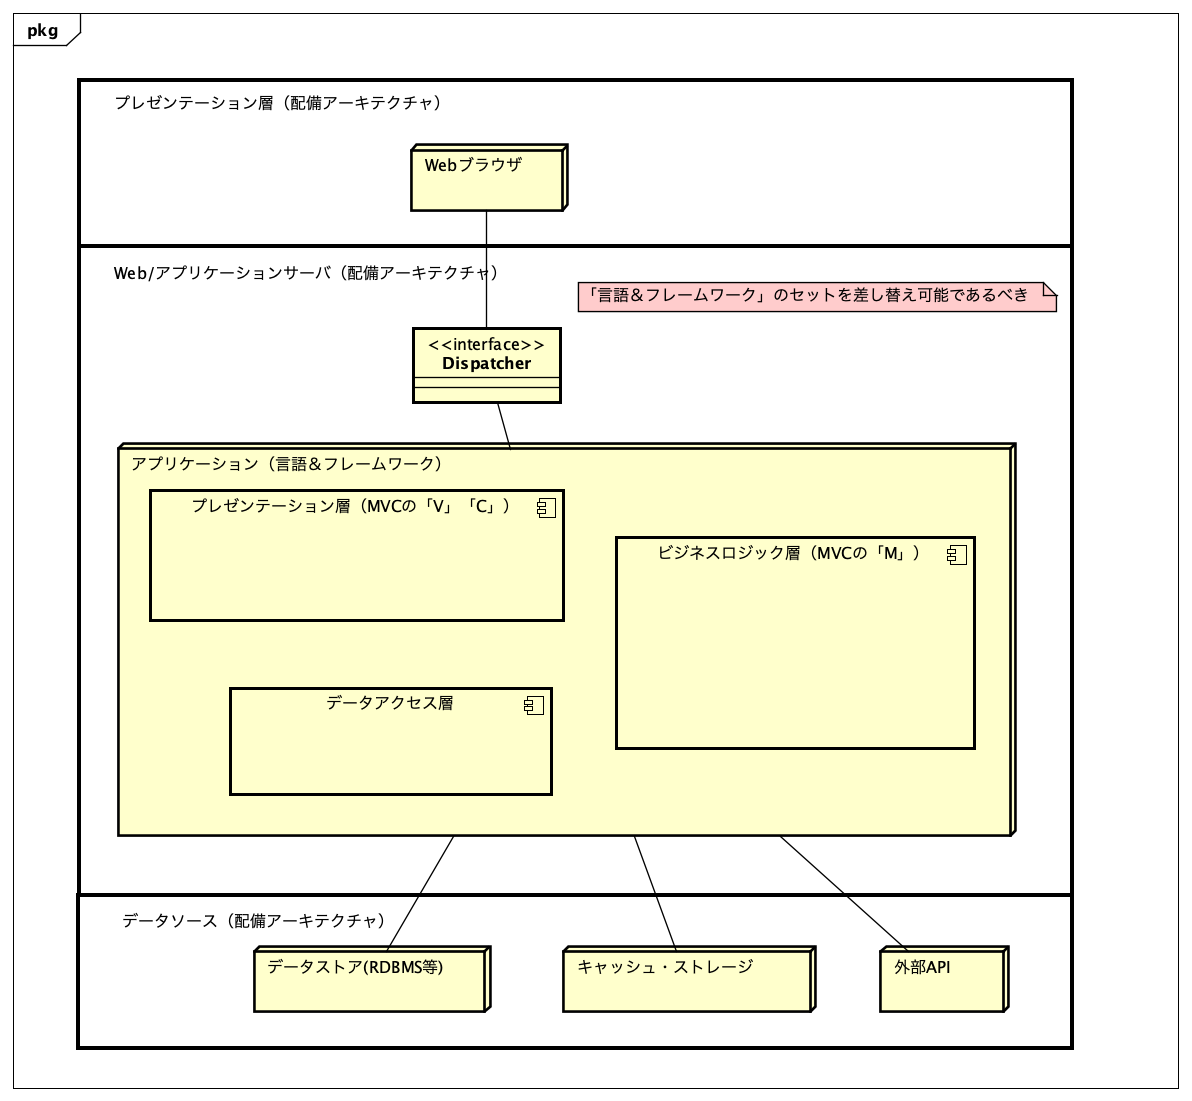 pkg
プレゼンテーション層（配備アーキテクチャ）
Webブラウザ
Web/アプリケーションサーバ（配備アーキテクチャ）
「言語＆フレームワーク」のセットを差し替え可能であるべき
<<interface>>
Dispatcher
アプリケーション（言語＆フレームワーク）
プレゼンテーション層（MVCの「V」「C」）
ビジネスロジック層（MVCの「M」）
データアクセス層
データソース（配備アーキテクチャ）
データストア(RDBMS等)
キャッシュ・ストレージ
外部API